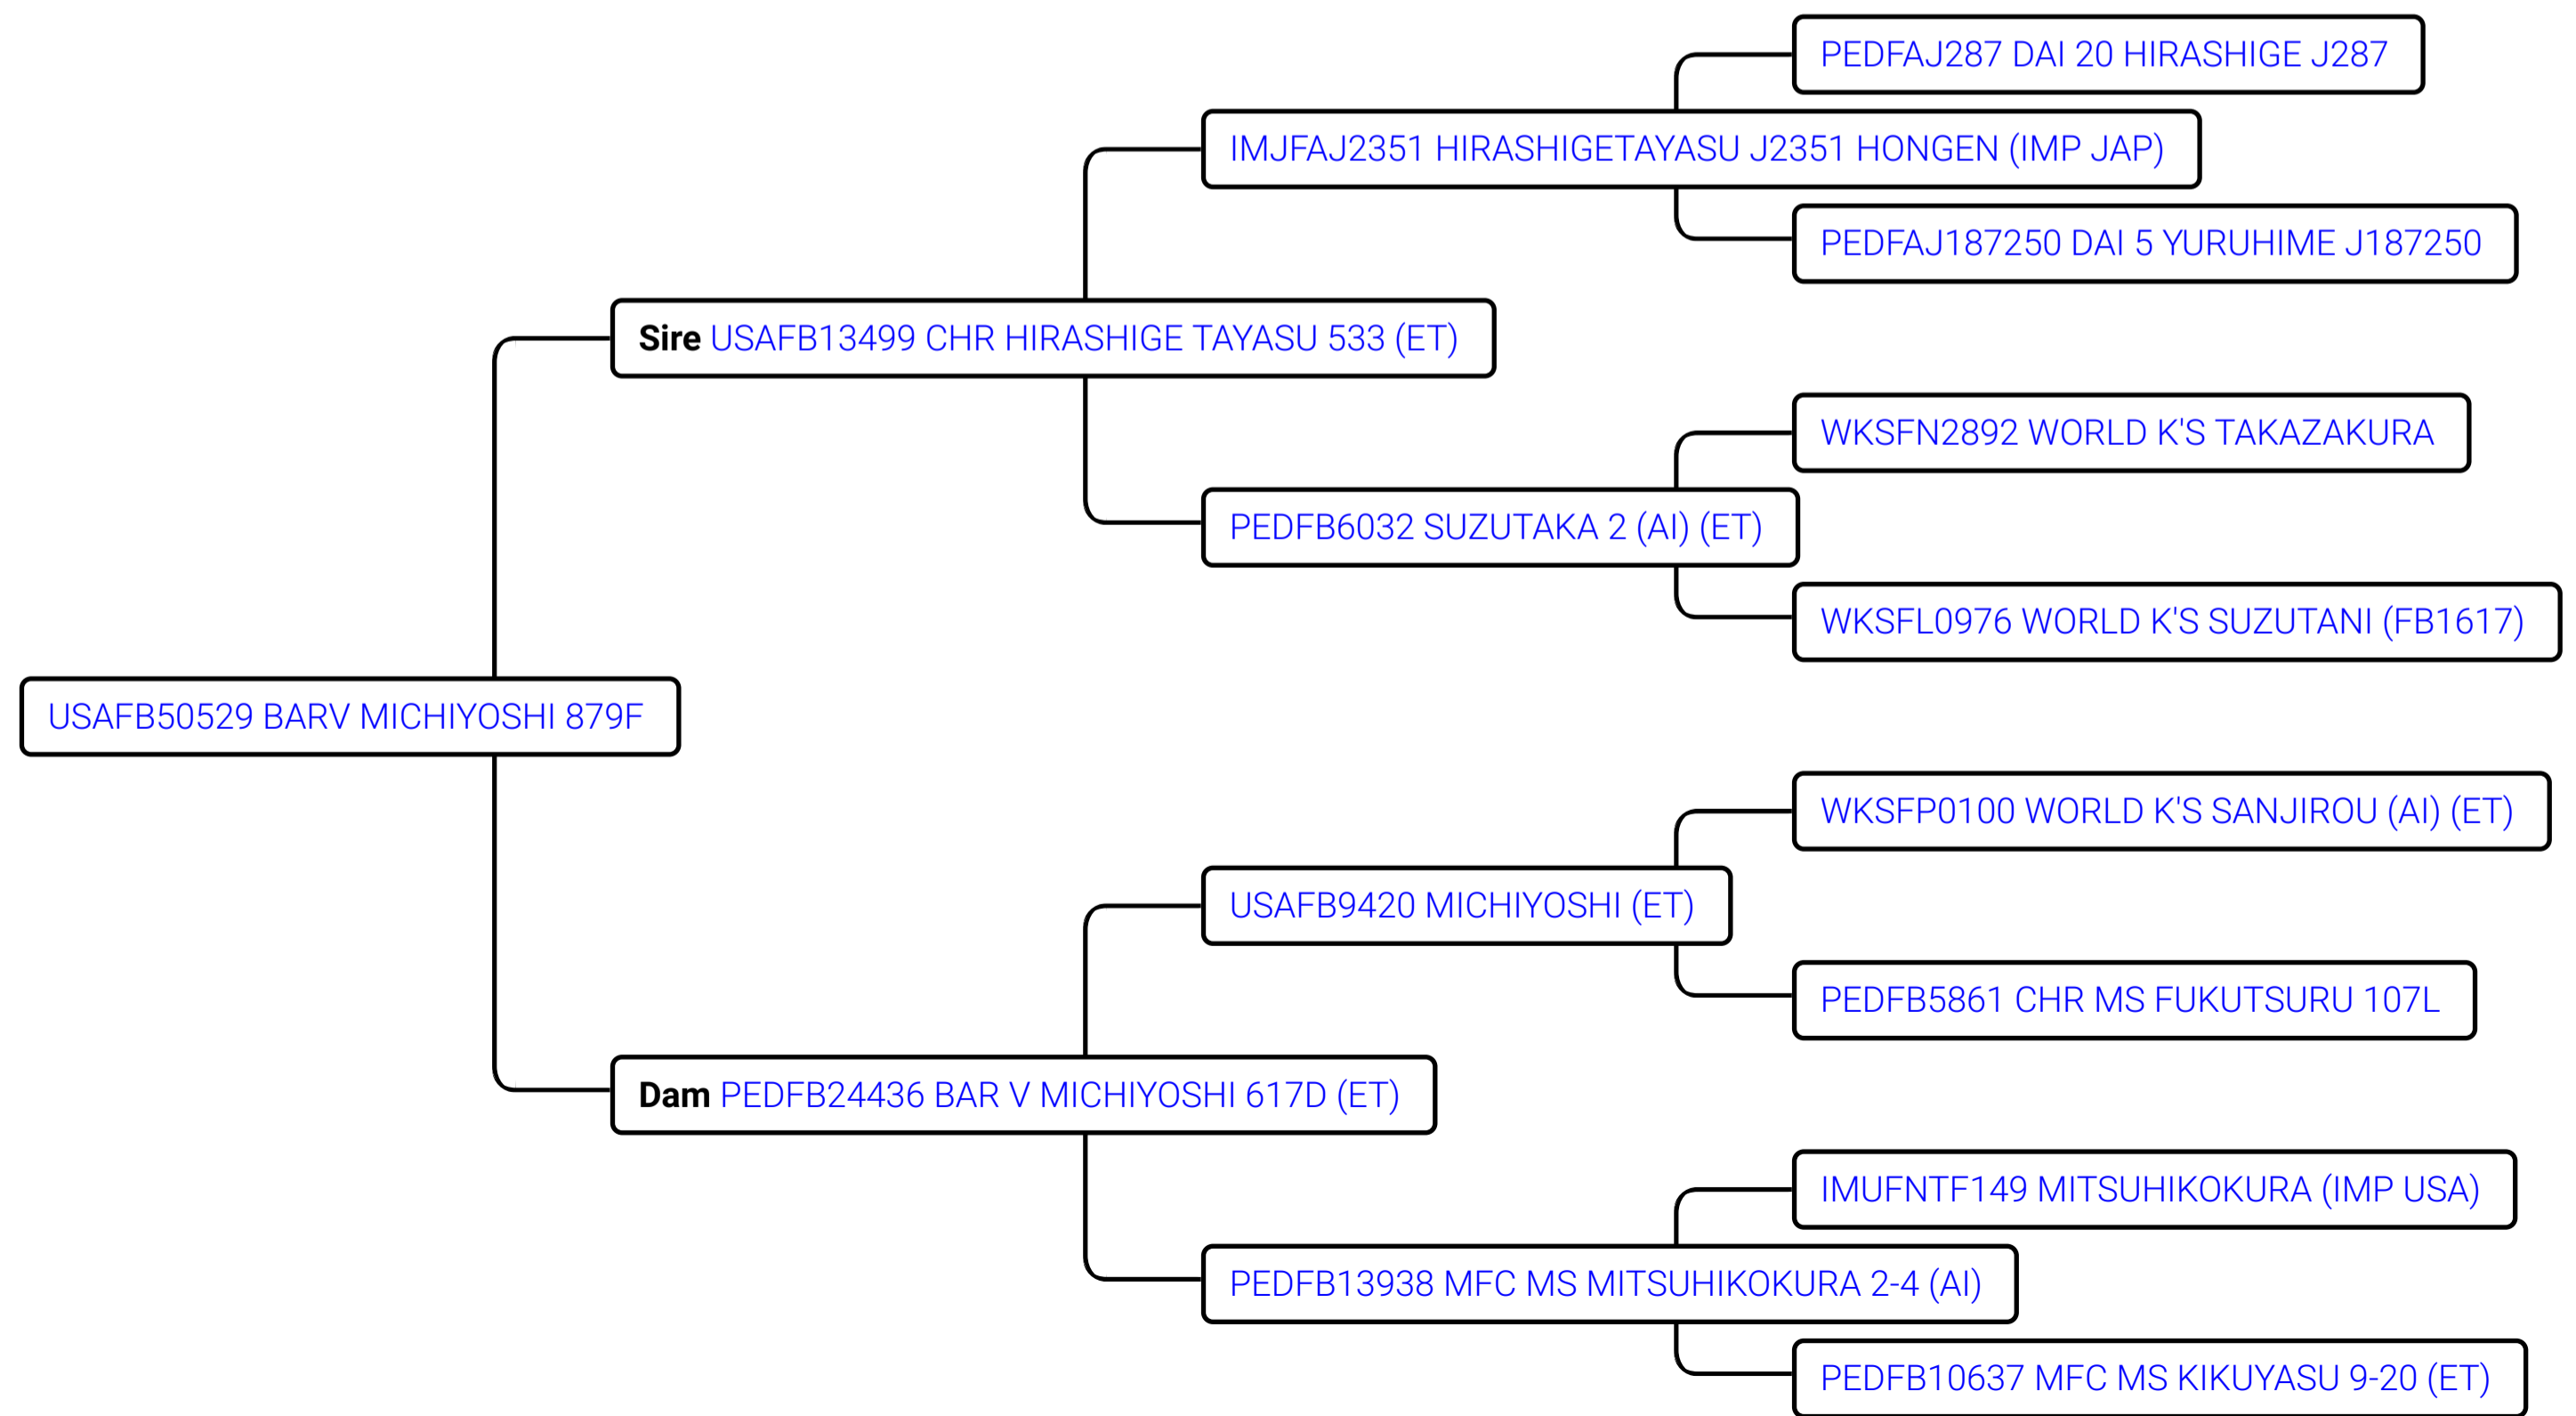 PEDFAJ287 DAI 20 HIRASHIGE J287
IMJFAJ2351 HIRASHIGETAYASU J2351 HONGEN (IMP JAP)
PEDFAJ187250 DAI 5 YURUHIME J187250
Sire USAFB13499 CHR HIRASHIGE TAYASU 533 (ET)
WKSFN2892 WORLD K'S TAKAZAKURA
PEDFB6032 SUZUTAKA 2 (AI) (ET)
WKSFL0976 WORLD K'S SUZUTANI (FB1617)
USAFB50529 BARV MICHIYOSHI 879F
WKSFP0100 WORLD K'S SANJIROU (AI) (ET)
USAFB9420 MICHIYOSHI (ET)
PEDFB5861 CHR MS FUKUTSURU 107L
Dam PEDFB24436 BAR V MICHIYOSHI 617D (ET)
IMUFNTF149 MITSUHIKOKURA (IMP USA)
PEDFB13938 MFC MS MITSUHIKOKURA 2-4 (AI)
PEDFB10637 MFC MS KIKUYASU 9-20 (ET)